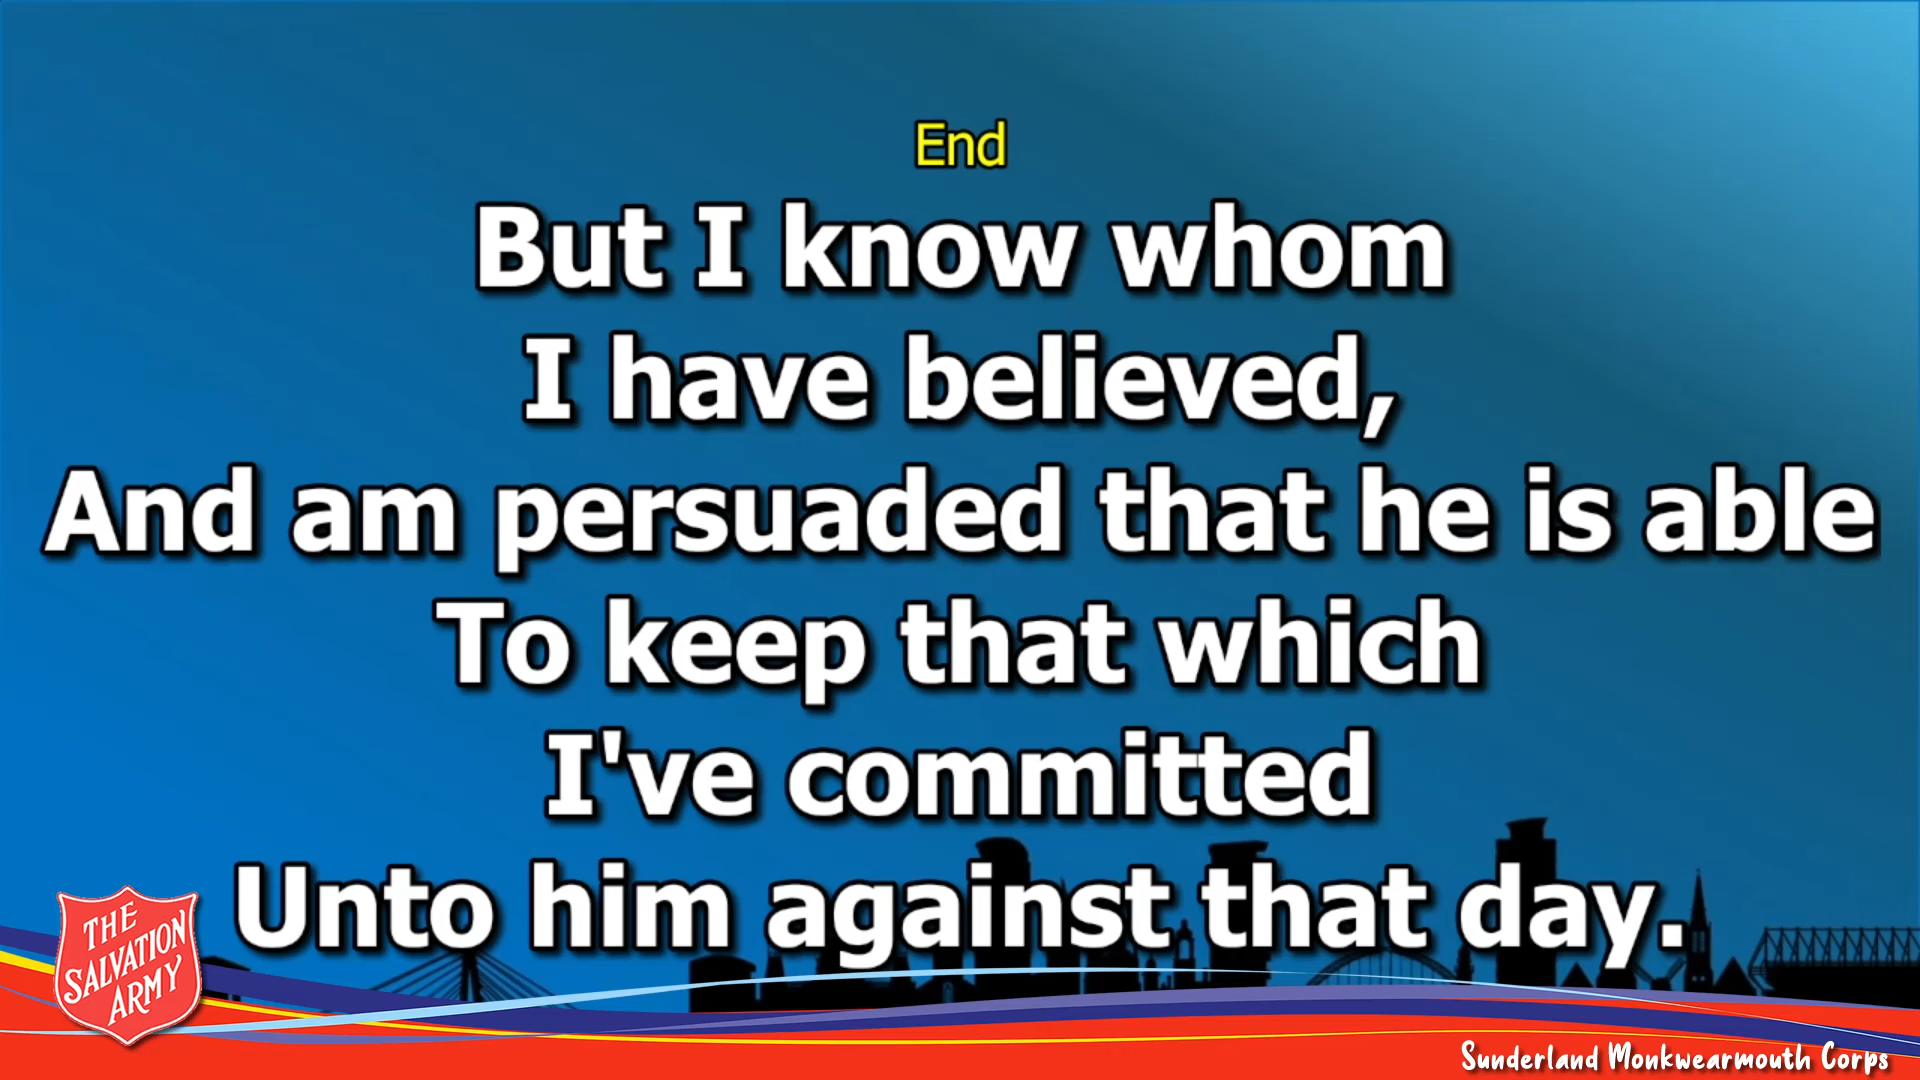 End
But I know whom
I have believed,
And am persuaded that he is able
To keep that which
I've committed
Unto him against that day.
THE
SALVATION
ARMY
Sunderland Monkwearmouth Corps